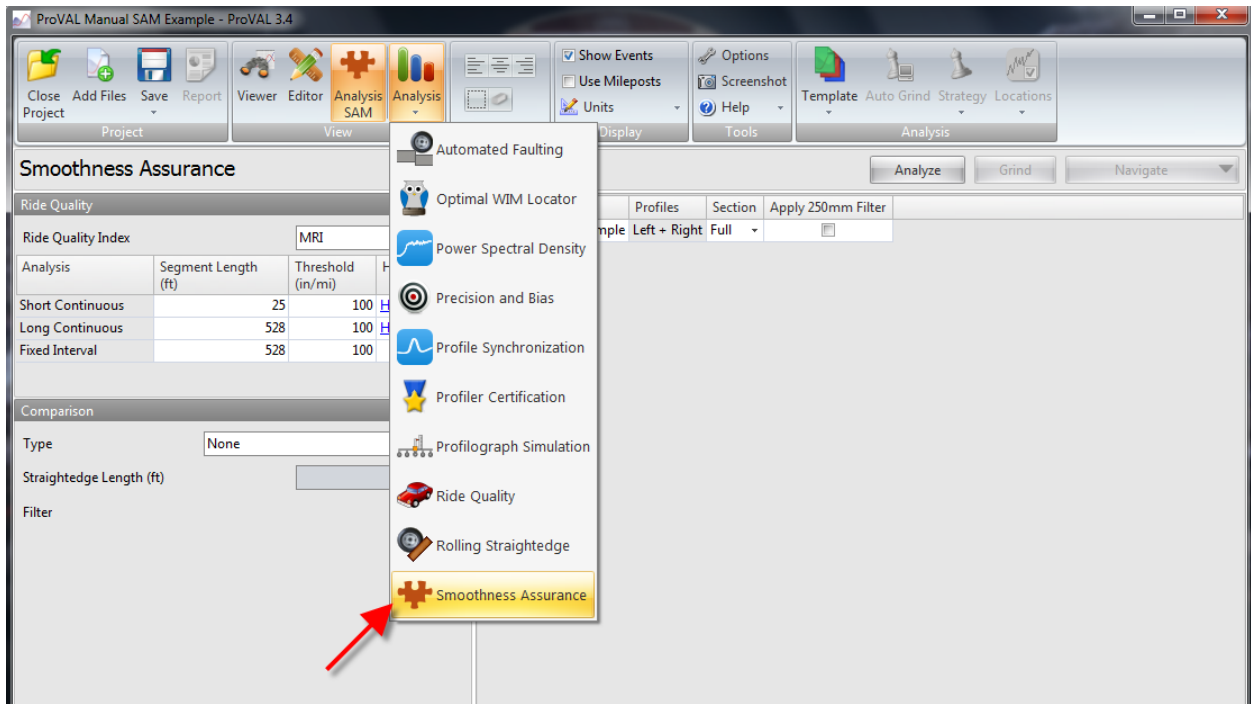 ProVAL Manual SAM Example - ProVAL 3.4
Close Project
Add Files
Save
Report
Project
Viewer
Editor
Analysis SAM
Analysis
View
Show Events
Use Mileposts
Units
Display
Options
Screenshot
Help
Tools
Template
Auto Grind
Strategy
Locations
Analysis
Smoothness Assurance
Analyze
Grind
Navigate
Ride Quality
Ride Quality Index MRI
Analysis Segment Length (ft) Threshold (in/mi) H
Short Continuous 25 100 H
Long Continuous 528 100 H
Fixed Interval 528 100
Comparison
Type None
Straightedge Length (ft)
Filter
Automated Faulting
Optimal WIM Locator
Power Spectral Density
Precision and Bias
Profile Synchronization
Profiler Certification
Profilograph Simulation
Ride Quality
Rolling Straightedge
Smoothness Assurance
Profiles Section Apply 250mm Filter
mple Left + Right Full